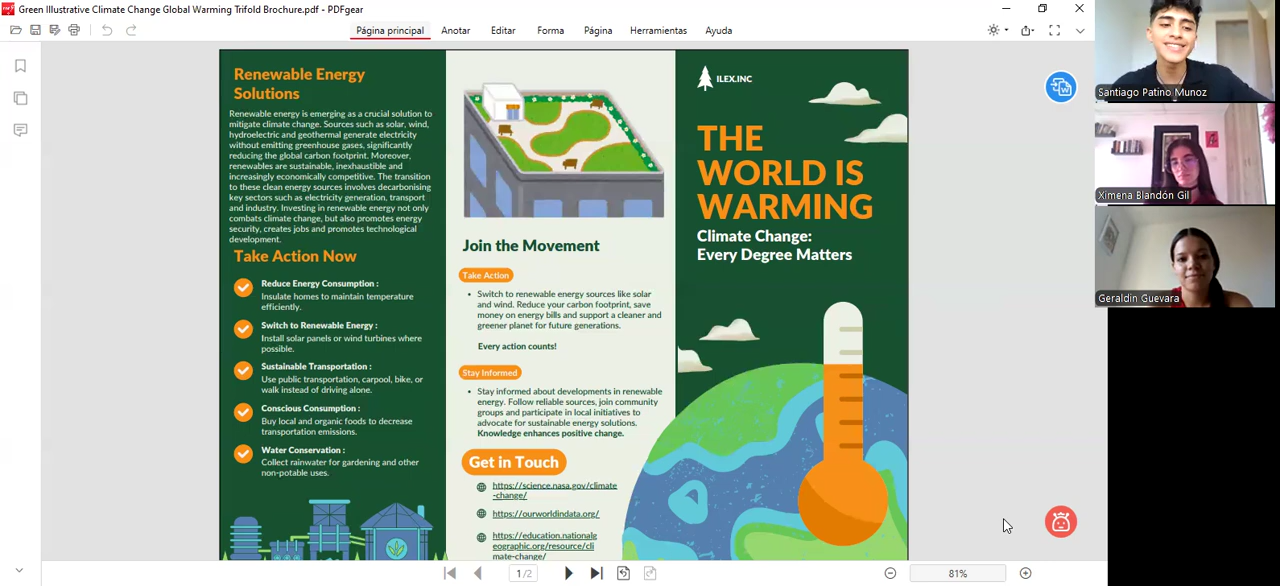 Green Illustrative Climate Change Global Warming Trifold Brochure.pdf - PDFgear
Página principal
Anotar
Editar
Forma
Página
Herramientas
Ayuda
Renewable Energy
Solutions
Renewable energy is emerging as a crucial solution to
mitigate climate change. Sources such as solar, wind,
hydroelectric and geothermal generate electricity
without emitting greenhouse gases, significantly
reducing the global carbon footprint. Moreover,
renewables are sustainable, inexhaustible and
increasingly economically competitive. The transition
to these clean energy sources involves decarbonising
key sectors such as electricity generation, transport
and industry. Investing in renewable energy not only
combats climate change, but also promotes energy
security, creates jobs and promotes technological
development.
Take Action Now
Reduce Energy Consumption :
Insulate homes to maintain temperature
efficiently.
Switch to Renewable Energy :
Install solar panels or wind turbines where
possible.
Sustainable Transportation :
Use public transportation, carpool, bike, or
walk instead of driving alone.
Conscious Consumption :
Buy local and organic foods to decrease
transportation emissions.
Water Conservation :
Collect rainwater for gardening and other
non-potable uses.
Join the Movement
Take Action
• Switch to renewable energy sources like solar
and wind. Reduce your carbon footprint, save
money on energy bills and support a cleaner and
greener planet for future generations.
Every action counts!
Stay Informed
• Stay informed about developments in renewable
energy. Follow reliable sources, join community
groups and participate in local initiatives to
advocate for sustainable energy solutions.
Knowledge enhances positive change.
Get in Touch
https://science.nasa.gov/climate
-change/
https://ourworldindata.org/
https://education.nationalg
eographic.org/resource/cli
mate-change/
ILEX.INC
THE
WORLD IS
WARMING
Climate Change:
Every Degree Matters
Santiago Patino Munoz
Ximena Blandón Gil
Geraldin Guevara
1/2
81%